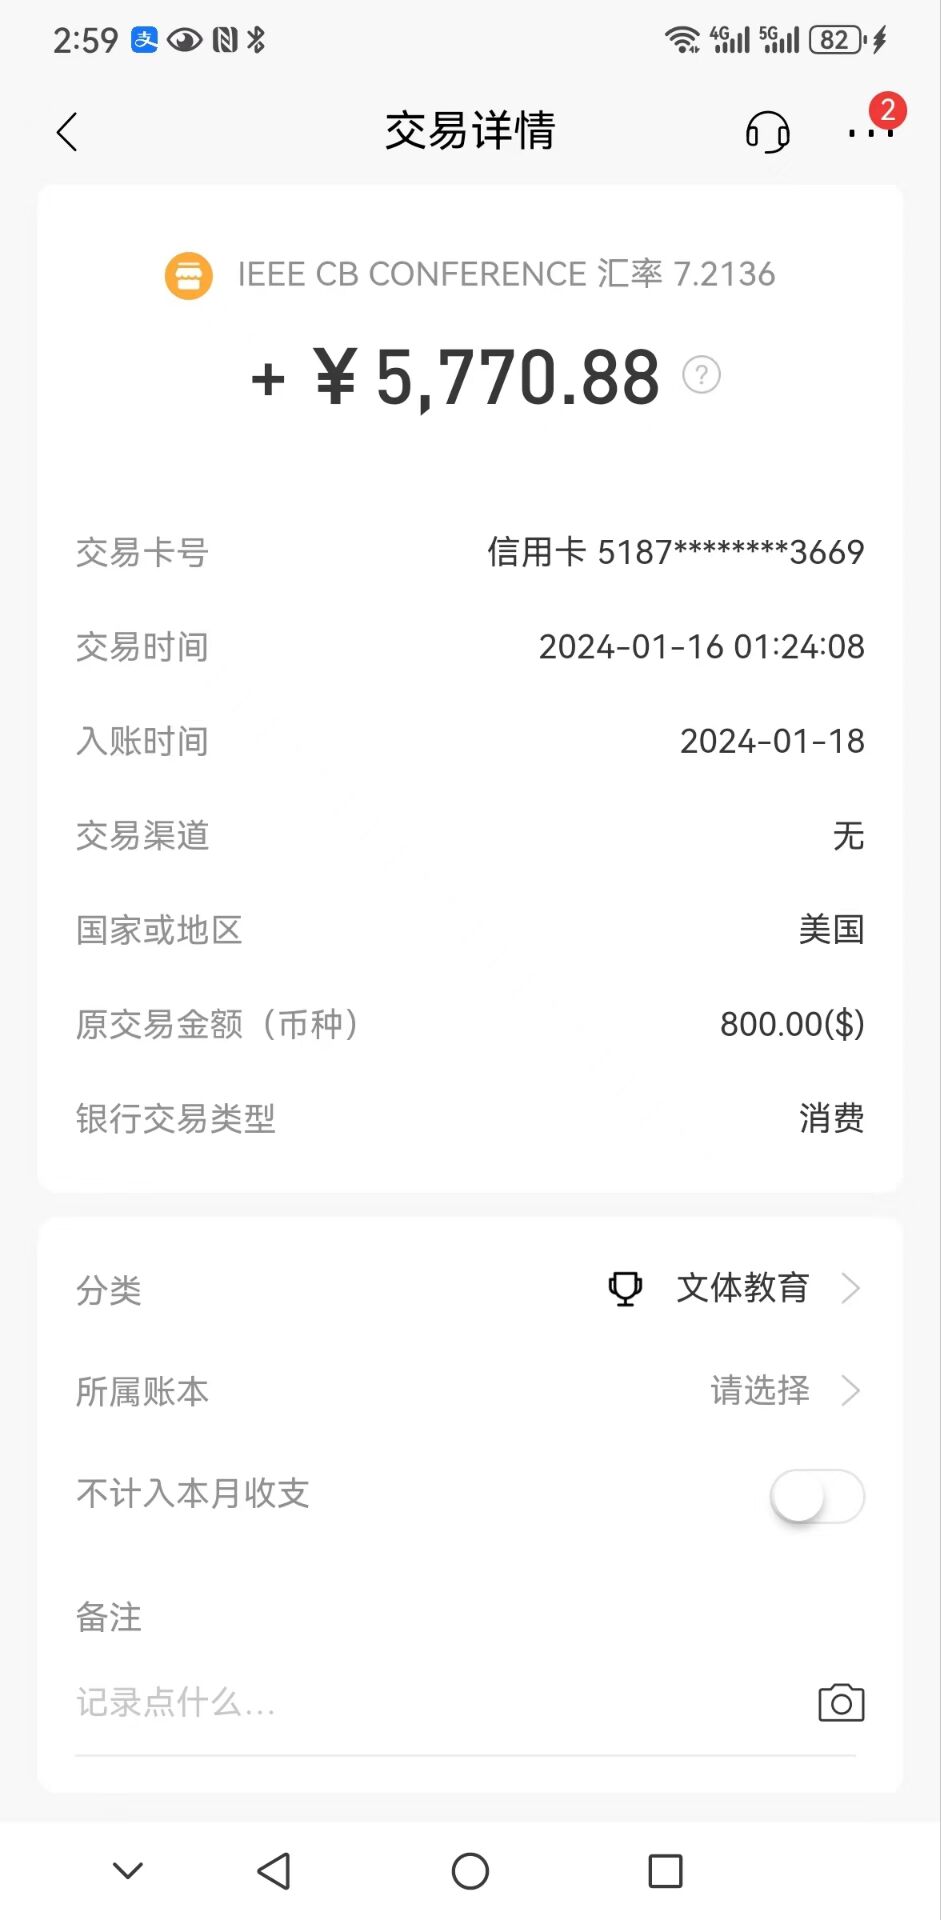 2:59 支 4G 5G 82
交易详情 2
IEEE CB CONFERENCE 汇率 7.2136
+ ¥ 5,770.88 ?
交易卡号 信用卡 5187********3669
交易时间 2024-01-16 01:24:08
入账时间 2024-01-18
交易渠道 无
国家或地区 美国
原交易金额（币种） 800.00($)
银行交易类型 消费
分类 文体教育
所属账本 请选择
不计入本月收支
备注
记录点什么...